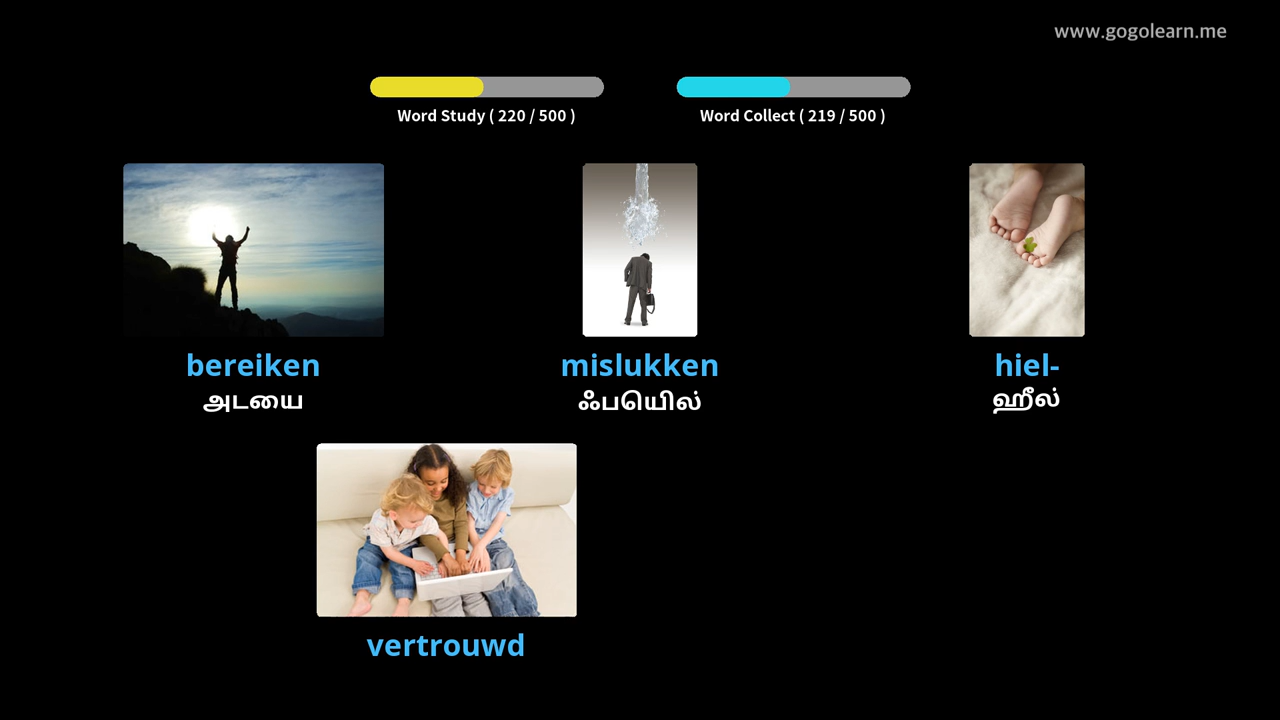 www.gogolearn.me
Word Study ( 220 / 500 )
Word Collect ( 219 / 500 )
bereiken
mislukken
hiel-
அடயை
ஃபயெில்
ஹீல்
vertrouwd